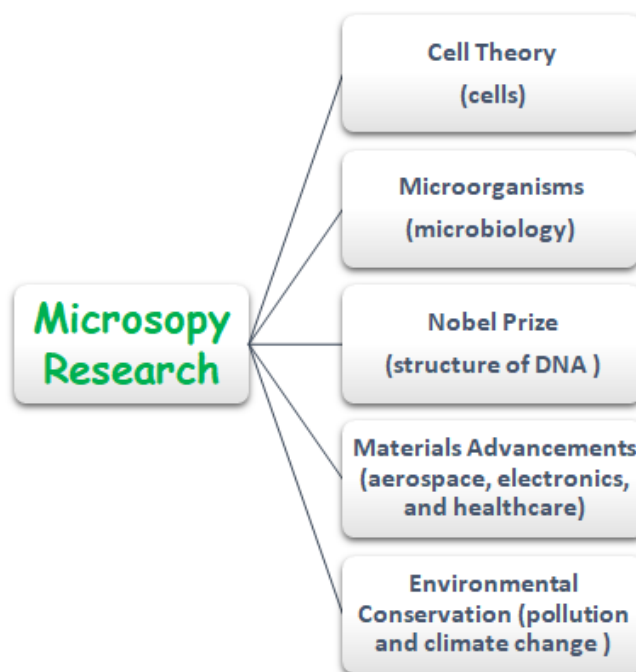 Cell Theory
(cells)
Microorganisms
(microbiology)
Microsopy
Research
Nobel Prize
(structure of DNA )
Materials Advancements
(aerospace, electronics,
and healthcare)
Environmental
Conservation (pollution
and climate change )